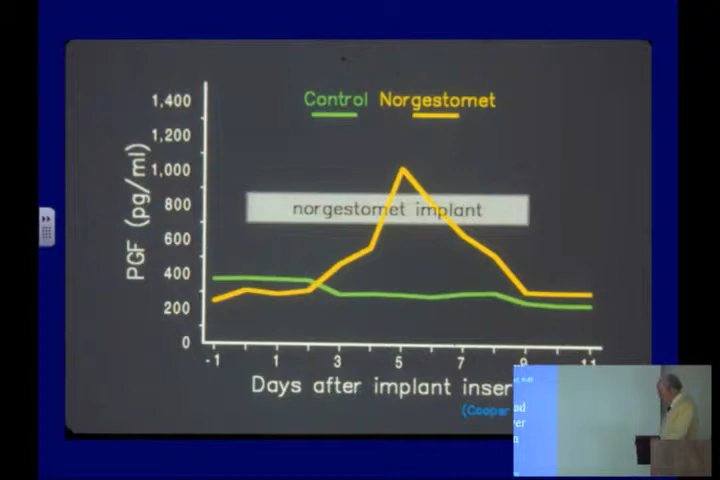 Control Norgestomet
1,400
1,200
1,000
800
600
400
200
0
PGF (pg/ml)
norgestomet implant
-1 1 3 5 7 9 11
Days after implant
(Cooper